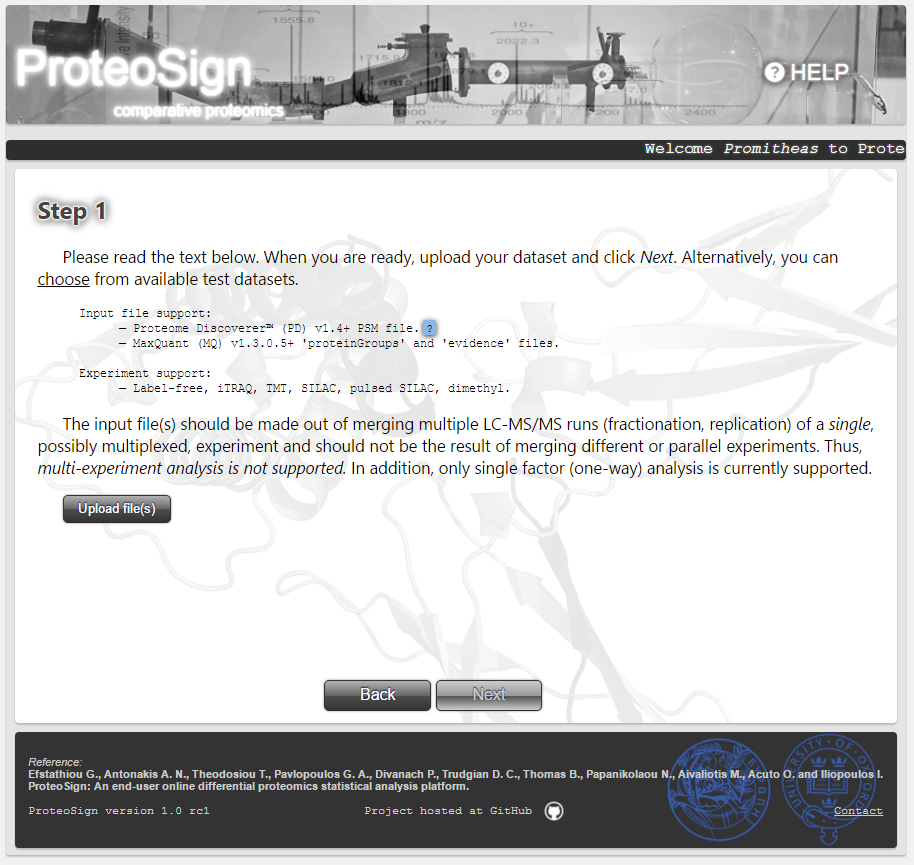 1555.8
10+
2022.3
ProteoSign
HELP
comparative proteomics
m/z
2000
2200
2400
Welcome Promitheas to Prote
Step 1
Please read the text below. When you are ready, upload your dataset and click Next. Alternatively, you can
choose from available test datasets.
Input file support:
– Proteome Discoverer™ (PD) v1.4+ PSM file. ?
– MaxQuant (MQ) v1.3.0.5+ 'proteinGroups' and 'evidence' files.
Experiment support:
– Label-free, iTRAQ, TMT, SILAC, pulsed SILAC, dimethyl.
The input file(s) should be made out of merging multiple LC-MS/MS runs (fractionation, replication) of a single,
possibly multiplexed, experiment and should not be the result of merging different or parallel experiments. Thus,
multi-experiment analysis is not supported. In addition, only single factor (one-way) analysis is currently supported.
Upload file(s)
Back
Next
Reference:
Efstathiou G., Antonakis A. N., Theodosiou T., Pavlopoulos G. A., Divanach P., Trudgian D. C., Thomas B., Papanikolaou N., Aivaliotis M., Acuto O. and Iliopoulos I.
ProteoSign: An end-user online differential proteomics statistical analysis platform.
ProteoSign version 1.0 rc1
Project hosted at GitHub
Contact